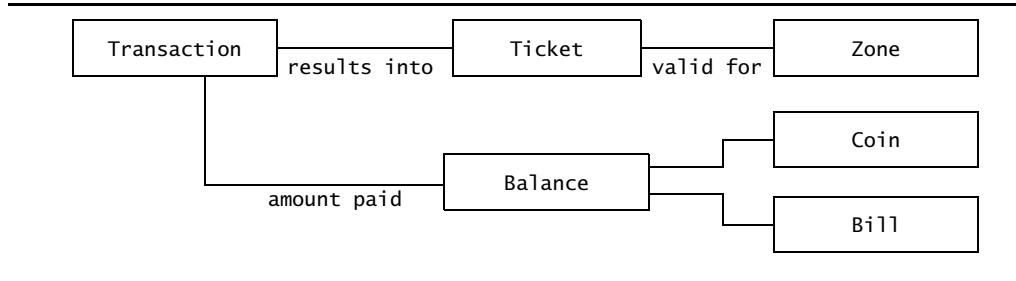 Transaction
Ticket
Zone
results into
valid for
Coin
Balance
amount paid
Bill